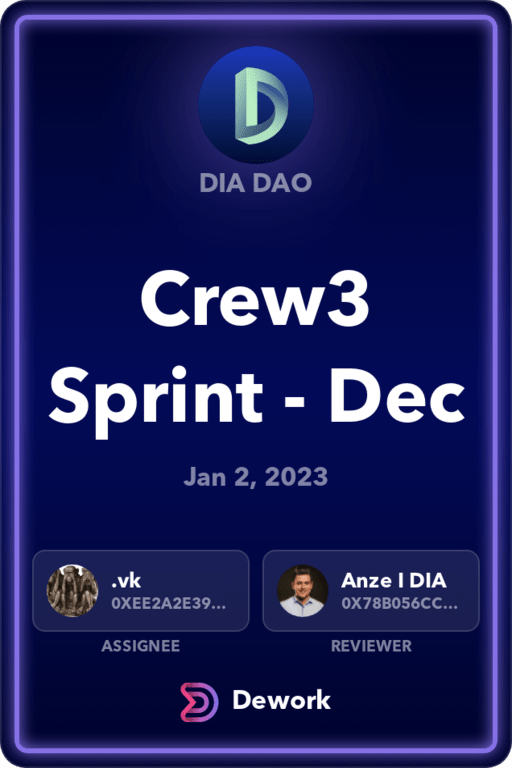 DIA DAO
Crew3
Sprint - Dec
Jan 2, 2023
.vk
0XEE2A2E39...
Anze I DIA
0X78B056CC...
ASSIGNEE
REVIEWER
Dework